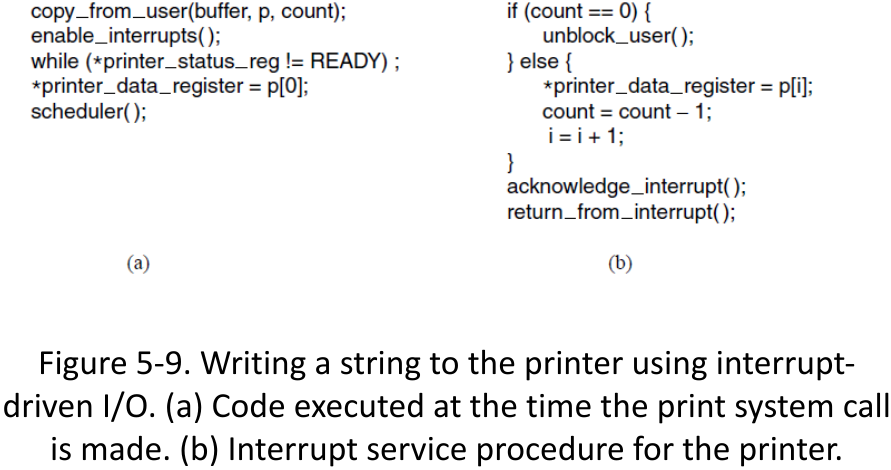 copy_from_user(buffer, p, count);
enable_interrupts( );
while (*printer_status_reg != READY) ;
*printer_data_register = p[0];
scheduler( );
if (count == 0) {
unblock_user( );
} else {
*printer_data_register = p[i];
count = count – 1;
i = i + 1;
}
acknowledge_interrupt( );
return_from_interrupt( );
(a)
(b)
Figure 5-9. Writing a string to the printer using interrupt-
driven I/O. (a) Code executed at the time the print system call
is made. (b) Interrupt service procedure for the printer.